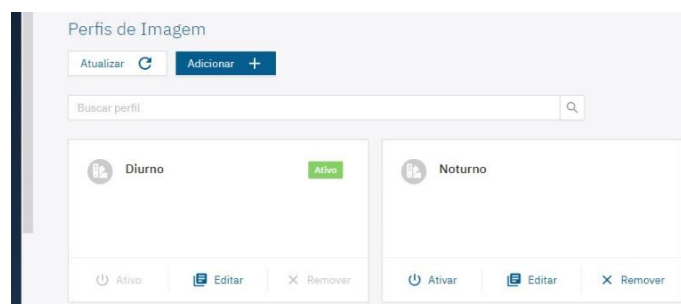 Perfis de Imagem
Atualizar Adicionar +
Buscar perfil
Diurno Ativo Noturno
Ativo Editar Remover Ativar Editar Remover